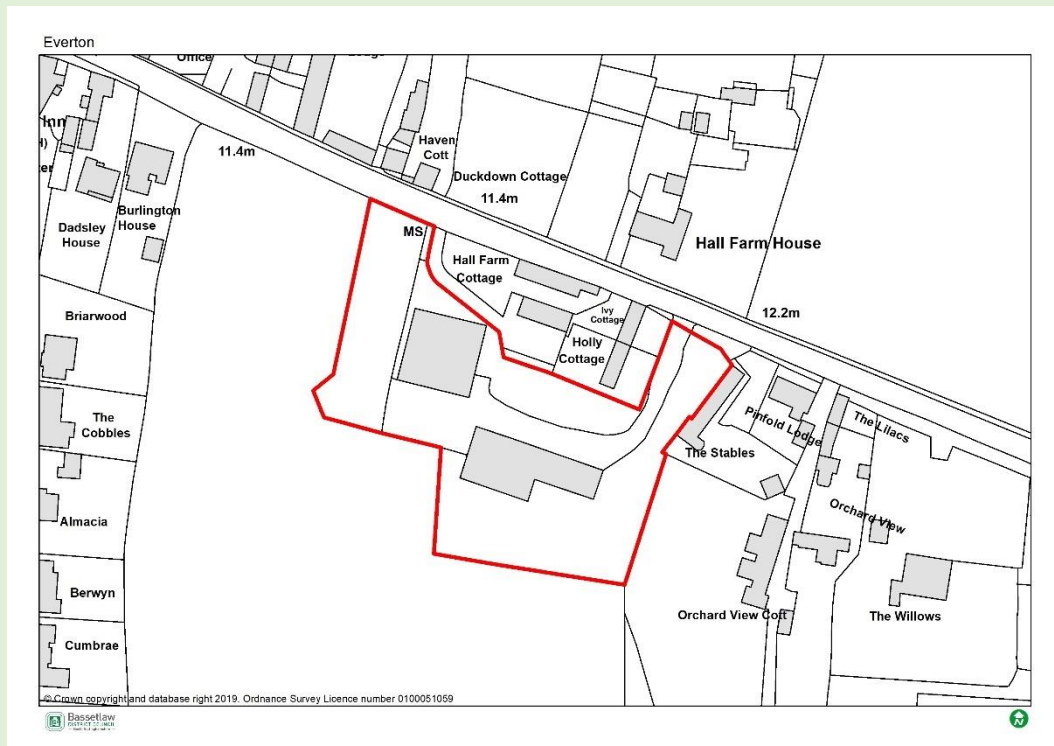 Everton
Office
Inn
11.4m
Haven
Cott
Duckdown Cottage
11.4m
Dadsley
House
Burlington
House
MS
Hall Farm House
Hall Farm
Cottage
Ivy
Cottage
12.2m
Briarwood
Holly
Cottage
The
Cobbles
Pinfold Lodge
The Lilacs
The Stables
Almacia
Orchard View
Berwyn
Orchard View Cott
The Willows
Cumbrae
© Crown copyright and database right 2019. Ordnance Survey Licence number 0100051059
Bassetlaw
DISTRICT COUNCIL